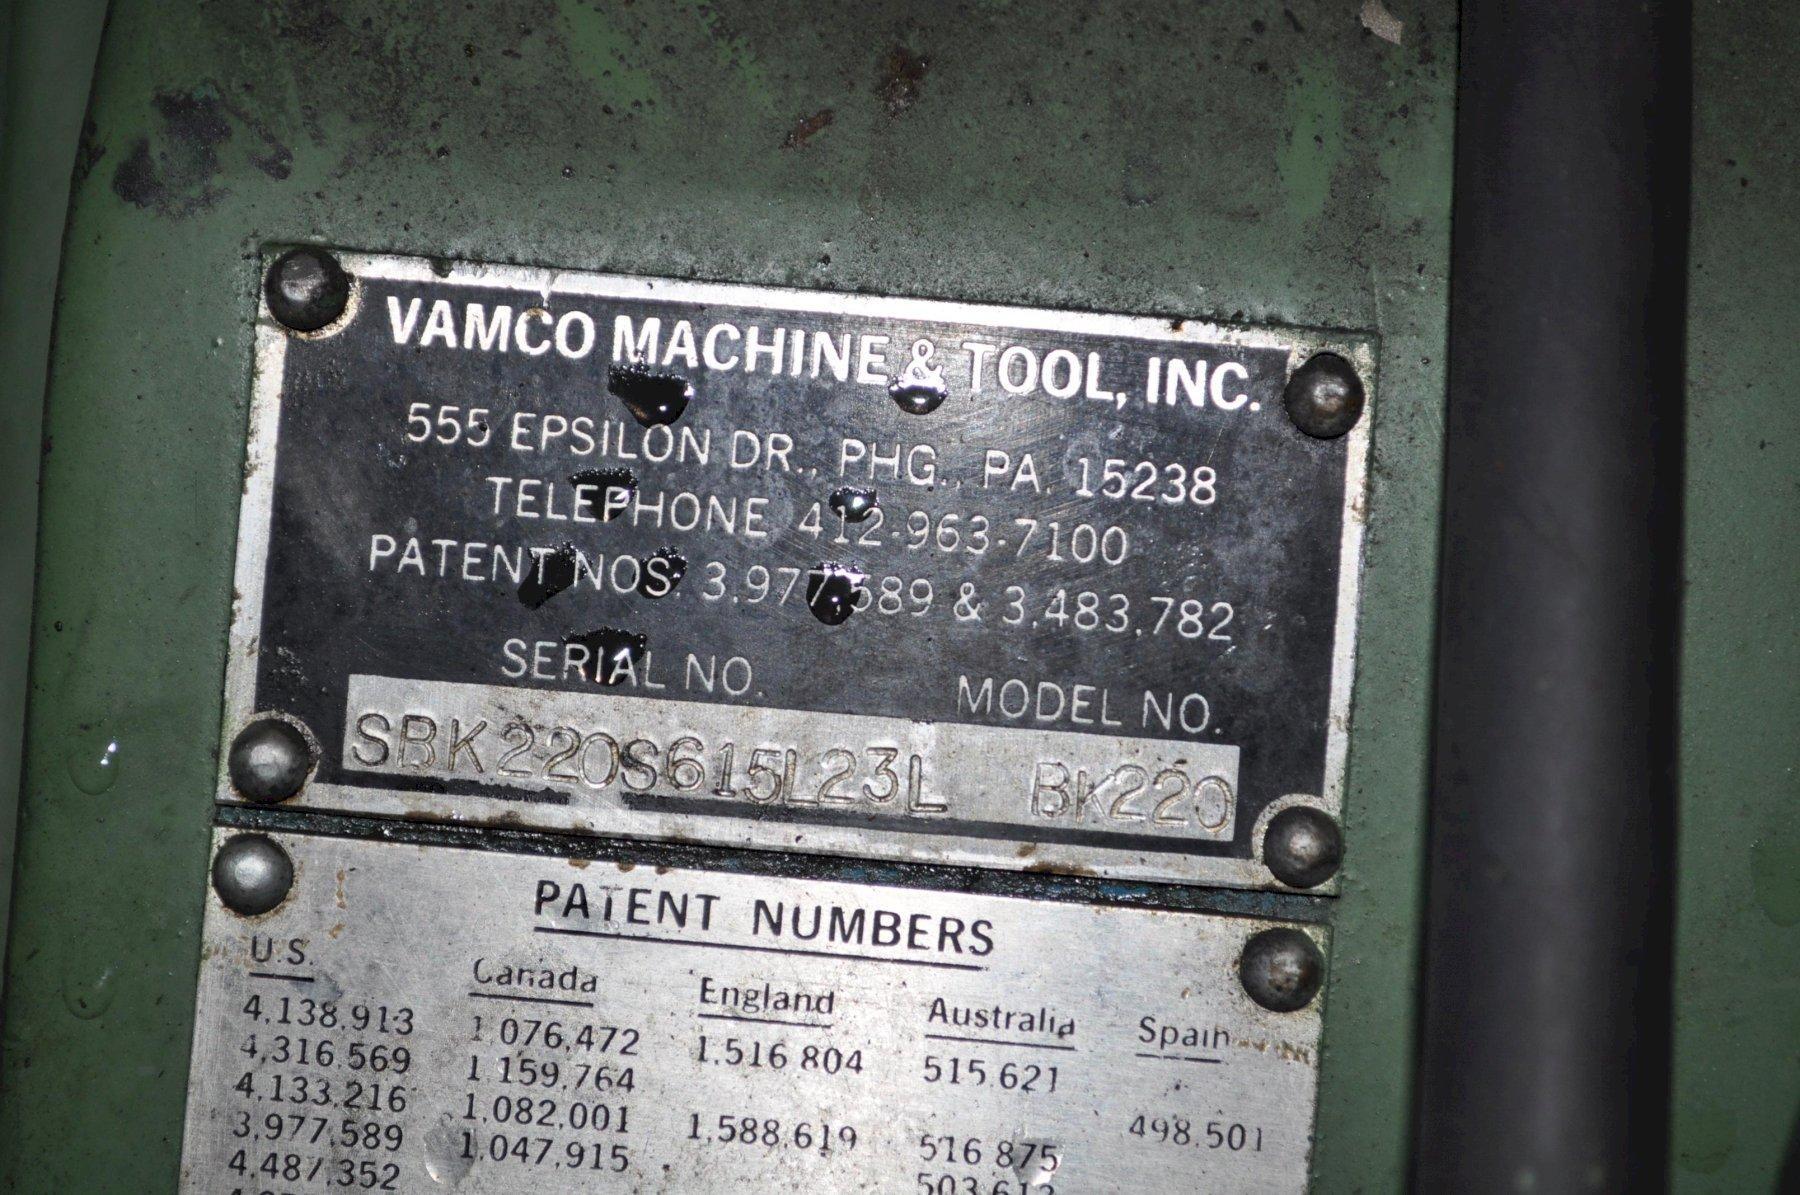 VAMCO MACHINE & TOOL, INC.
555 EPSILON DR., PHG., PA. 15238
TELEPHONE 412-963-7100
PATENT NOS. 3,977,589 & 3,483,782
SERIAL NO. MODEL NO.
SBK220S615L23L BK220
PATENT NUMBERS
U.S. Canada England Australia Spain
4,138,913 1 076,472 1,516 804 515,621
4,316,569 1 159,764
4,133,216 1,082,001 1,588,619 516 875 498,501
3,977,589 1,047,915 503,612
4,487,352